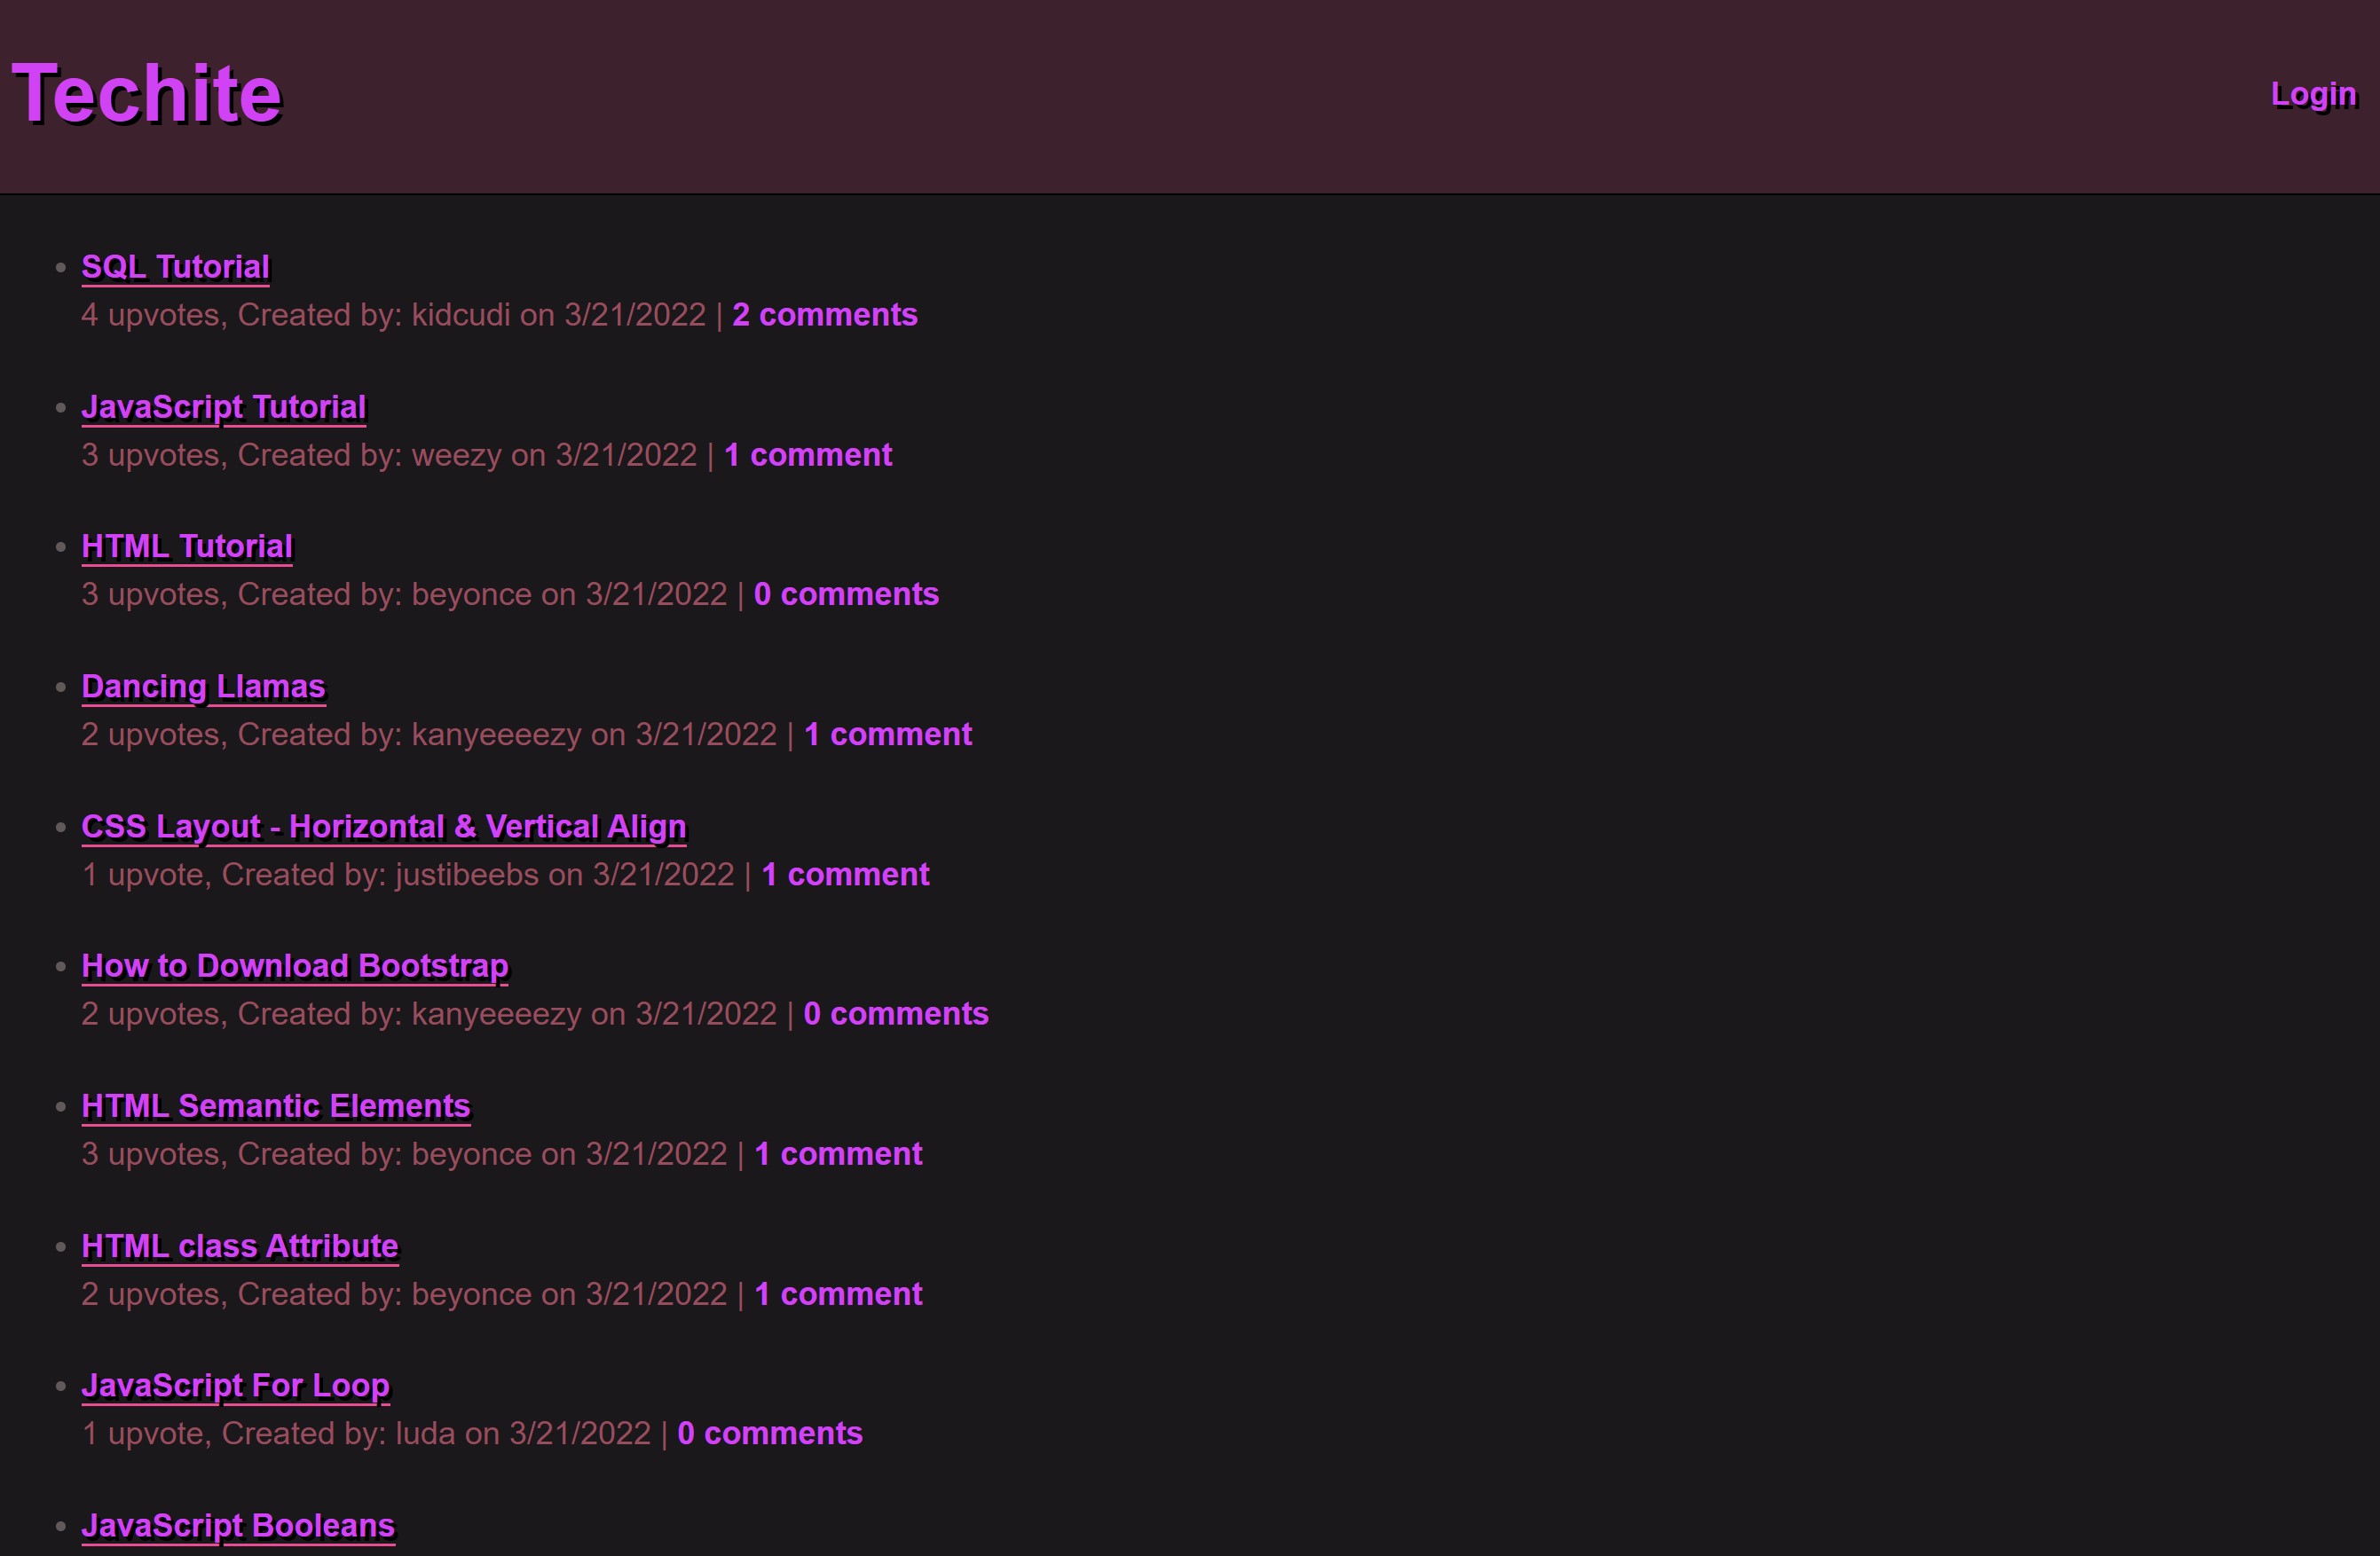 Techite
Login
SQL Tutorial
4 upvotes, Created by: kidcudi on 3/21/2022 | 2 comments
JavaScript Tutorial
3 upvotes, Created by: weezy on 3/21/2022 | 1 comment
HTML Tutorial
3 upvotes, Created by: beyonce on 3/21/2022 | 0 comments
Dancing Llamas
2 upvotes, Created by: kanyeeeezy on 3/21/2022 | 1 comment
CSS Layout - Horizontal & Vertical Align
1 upvote, Created by: justibeebs on 3/21/2022 | 1 comment
How to Download Bootstrap
2 upvotes, Created by: kanyeeeezy on 3/21/2022 | 0 comments
HTML Semantic Elements
3 upvotes, Created by: beyonce on 3/21/2022 | 1 comment
HTML class Attribute
2 upvotes, Created by: beyonce on 3/21/2022 | 1 comment
JavaScript For Loop
1 upvote, Created by: luda on 3/21/2022 | 0 comments
JavaScript Booleans